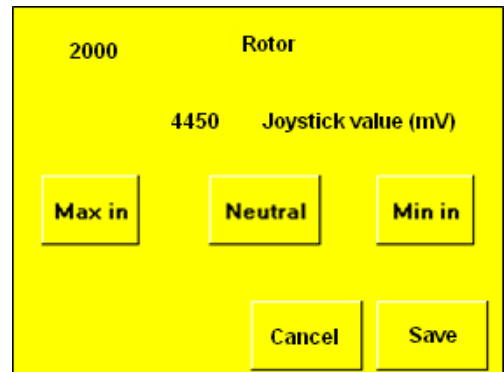 2000 Rotor
4450 Joystick value (mV)
Max in Neutral Min in
Cancel Save